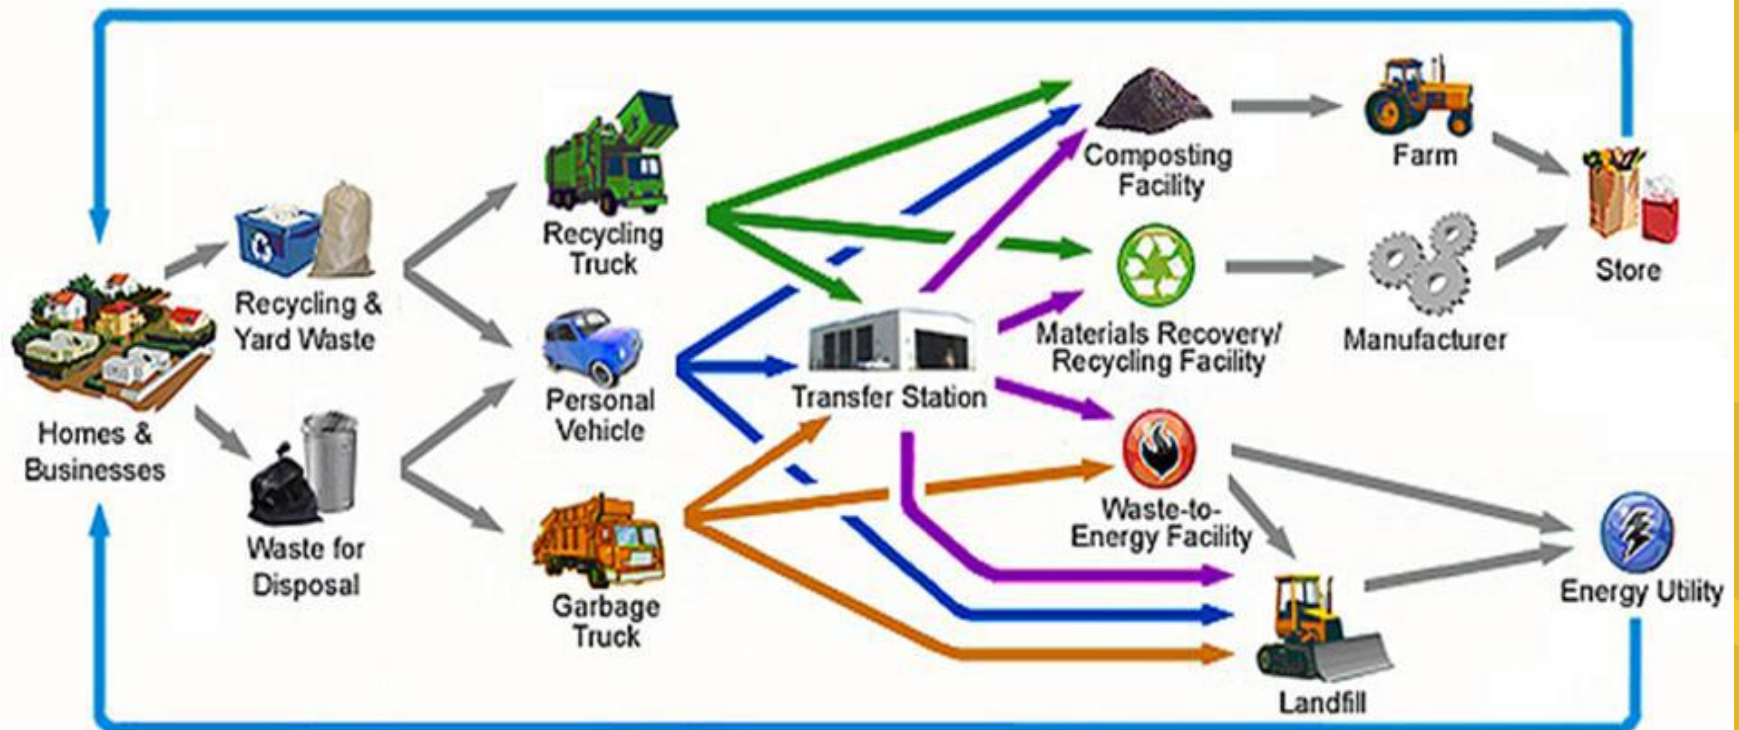 Homes &
Businesses
Recycling &
Yard Waste
Waste for
Disposal
Recycling
Truck
Personal
Vehicle
Garbage
Truck
Transfer Station
Composting
Facility
Materials Recovery/
Recycling Facility
Waste-to-
Energy Facility
Landfill
Farm
Manufacturer
Store
Energy Utility